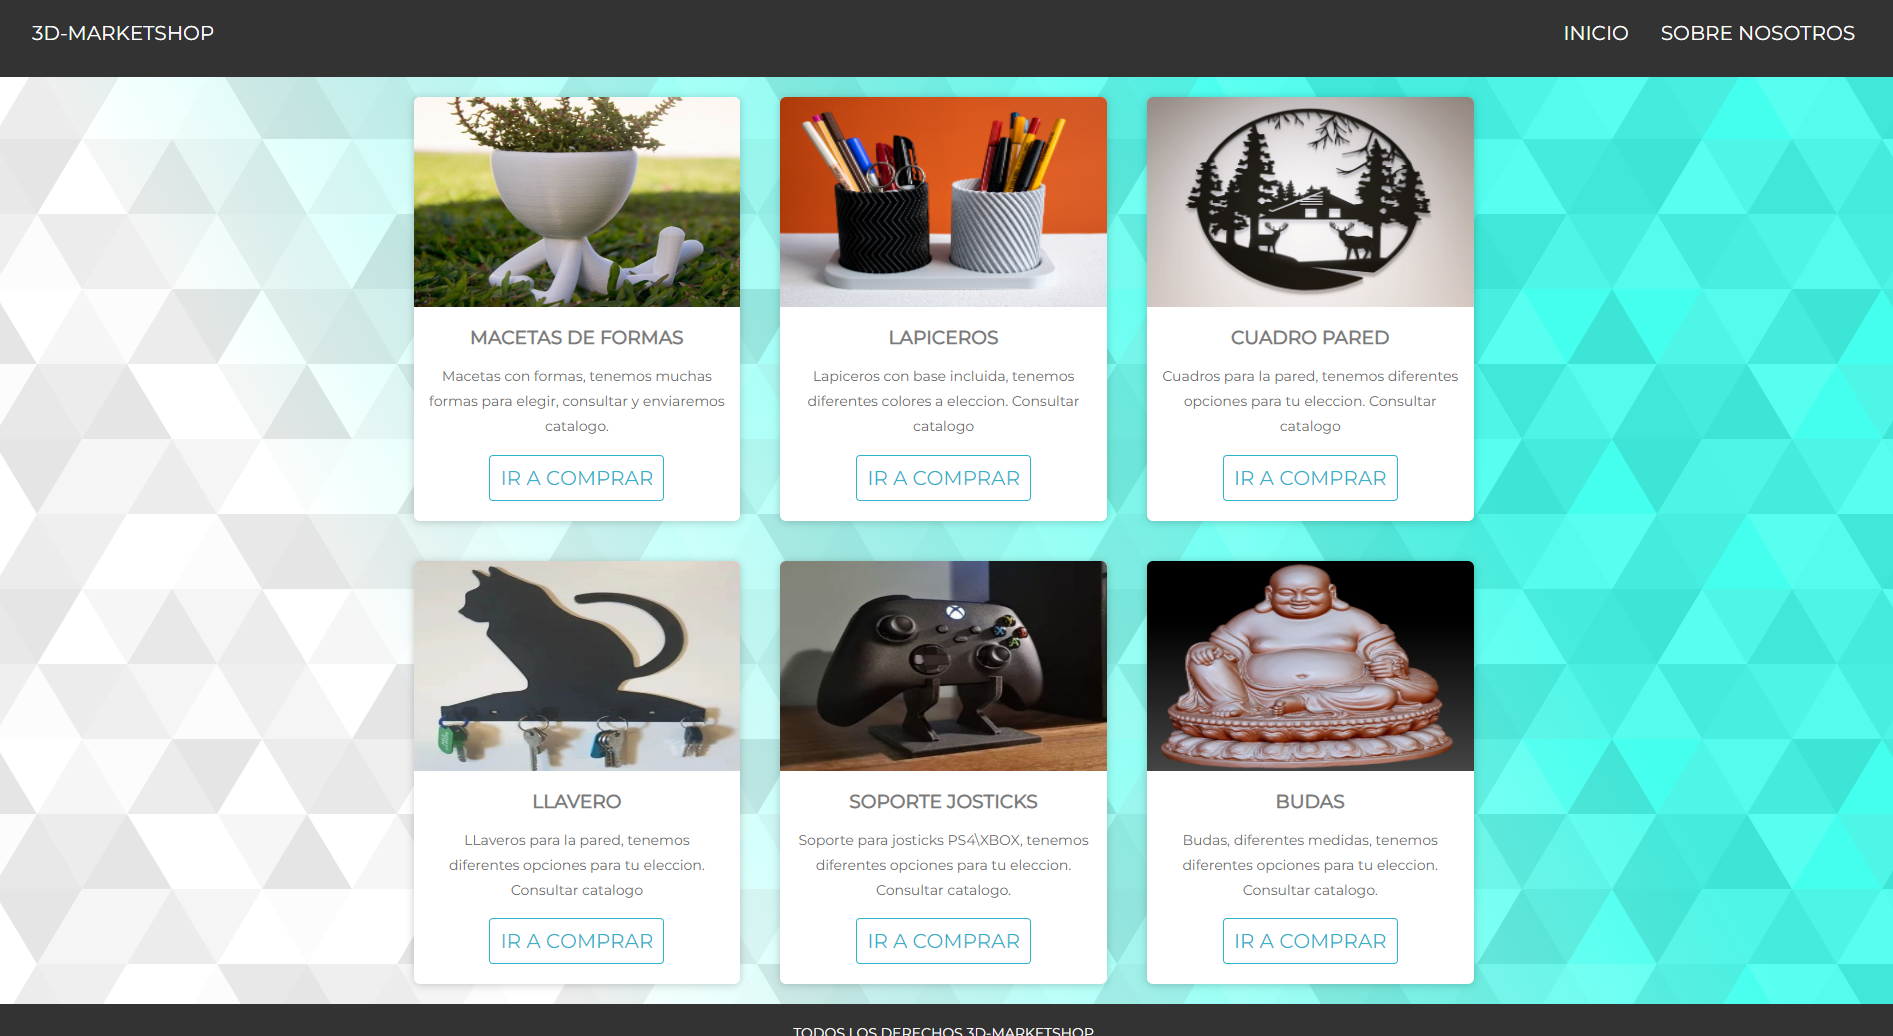 3D-MARKETSHOP
INICIO
SOBRE NOSOTROS
MACETAS DE FORMAS
Macetas con formas, tenemos muchas
formas para elegir, consultar y enviaremos
catalogo.
IR A COMPRAR
LAPICEROS
Lapiceros con base incluida, tenemos
diferentes colores a eleccion. Consultar
catalogo
IR A COMPRAR
CUADRO PARED
Cuadros para la pared, tenemos diferentes
opciones para tu eleccion. Consultar
catalogo
IR A COMPRAR
LLAVERO
LLaveros para la pared, tenemos
diferentes opciones para tu eleccion.
Consultar catalogo
IR A COMPRAR
SOPORTE JOSTICKS
Soporte para josticks PS4\XBOX, tenemos
diferentes opciones para tu eleccion.
Consultar catalogo.
IR A COMPRAR
BUDAS
Budas, diferentes medidas, tenemos
diferentes opciones para tu eleccion.
Consultar catalogo.
IR A COMPRAR
TODOS LOS DERECHOS 3D-MARKETSHOP